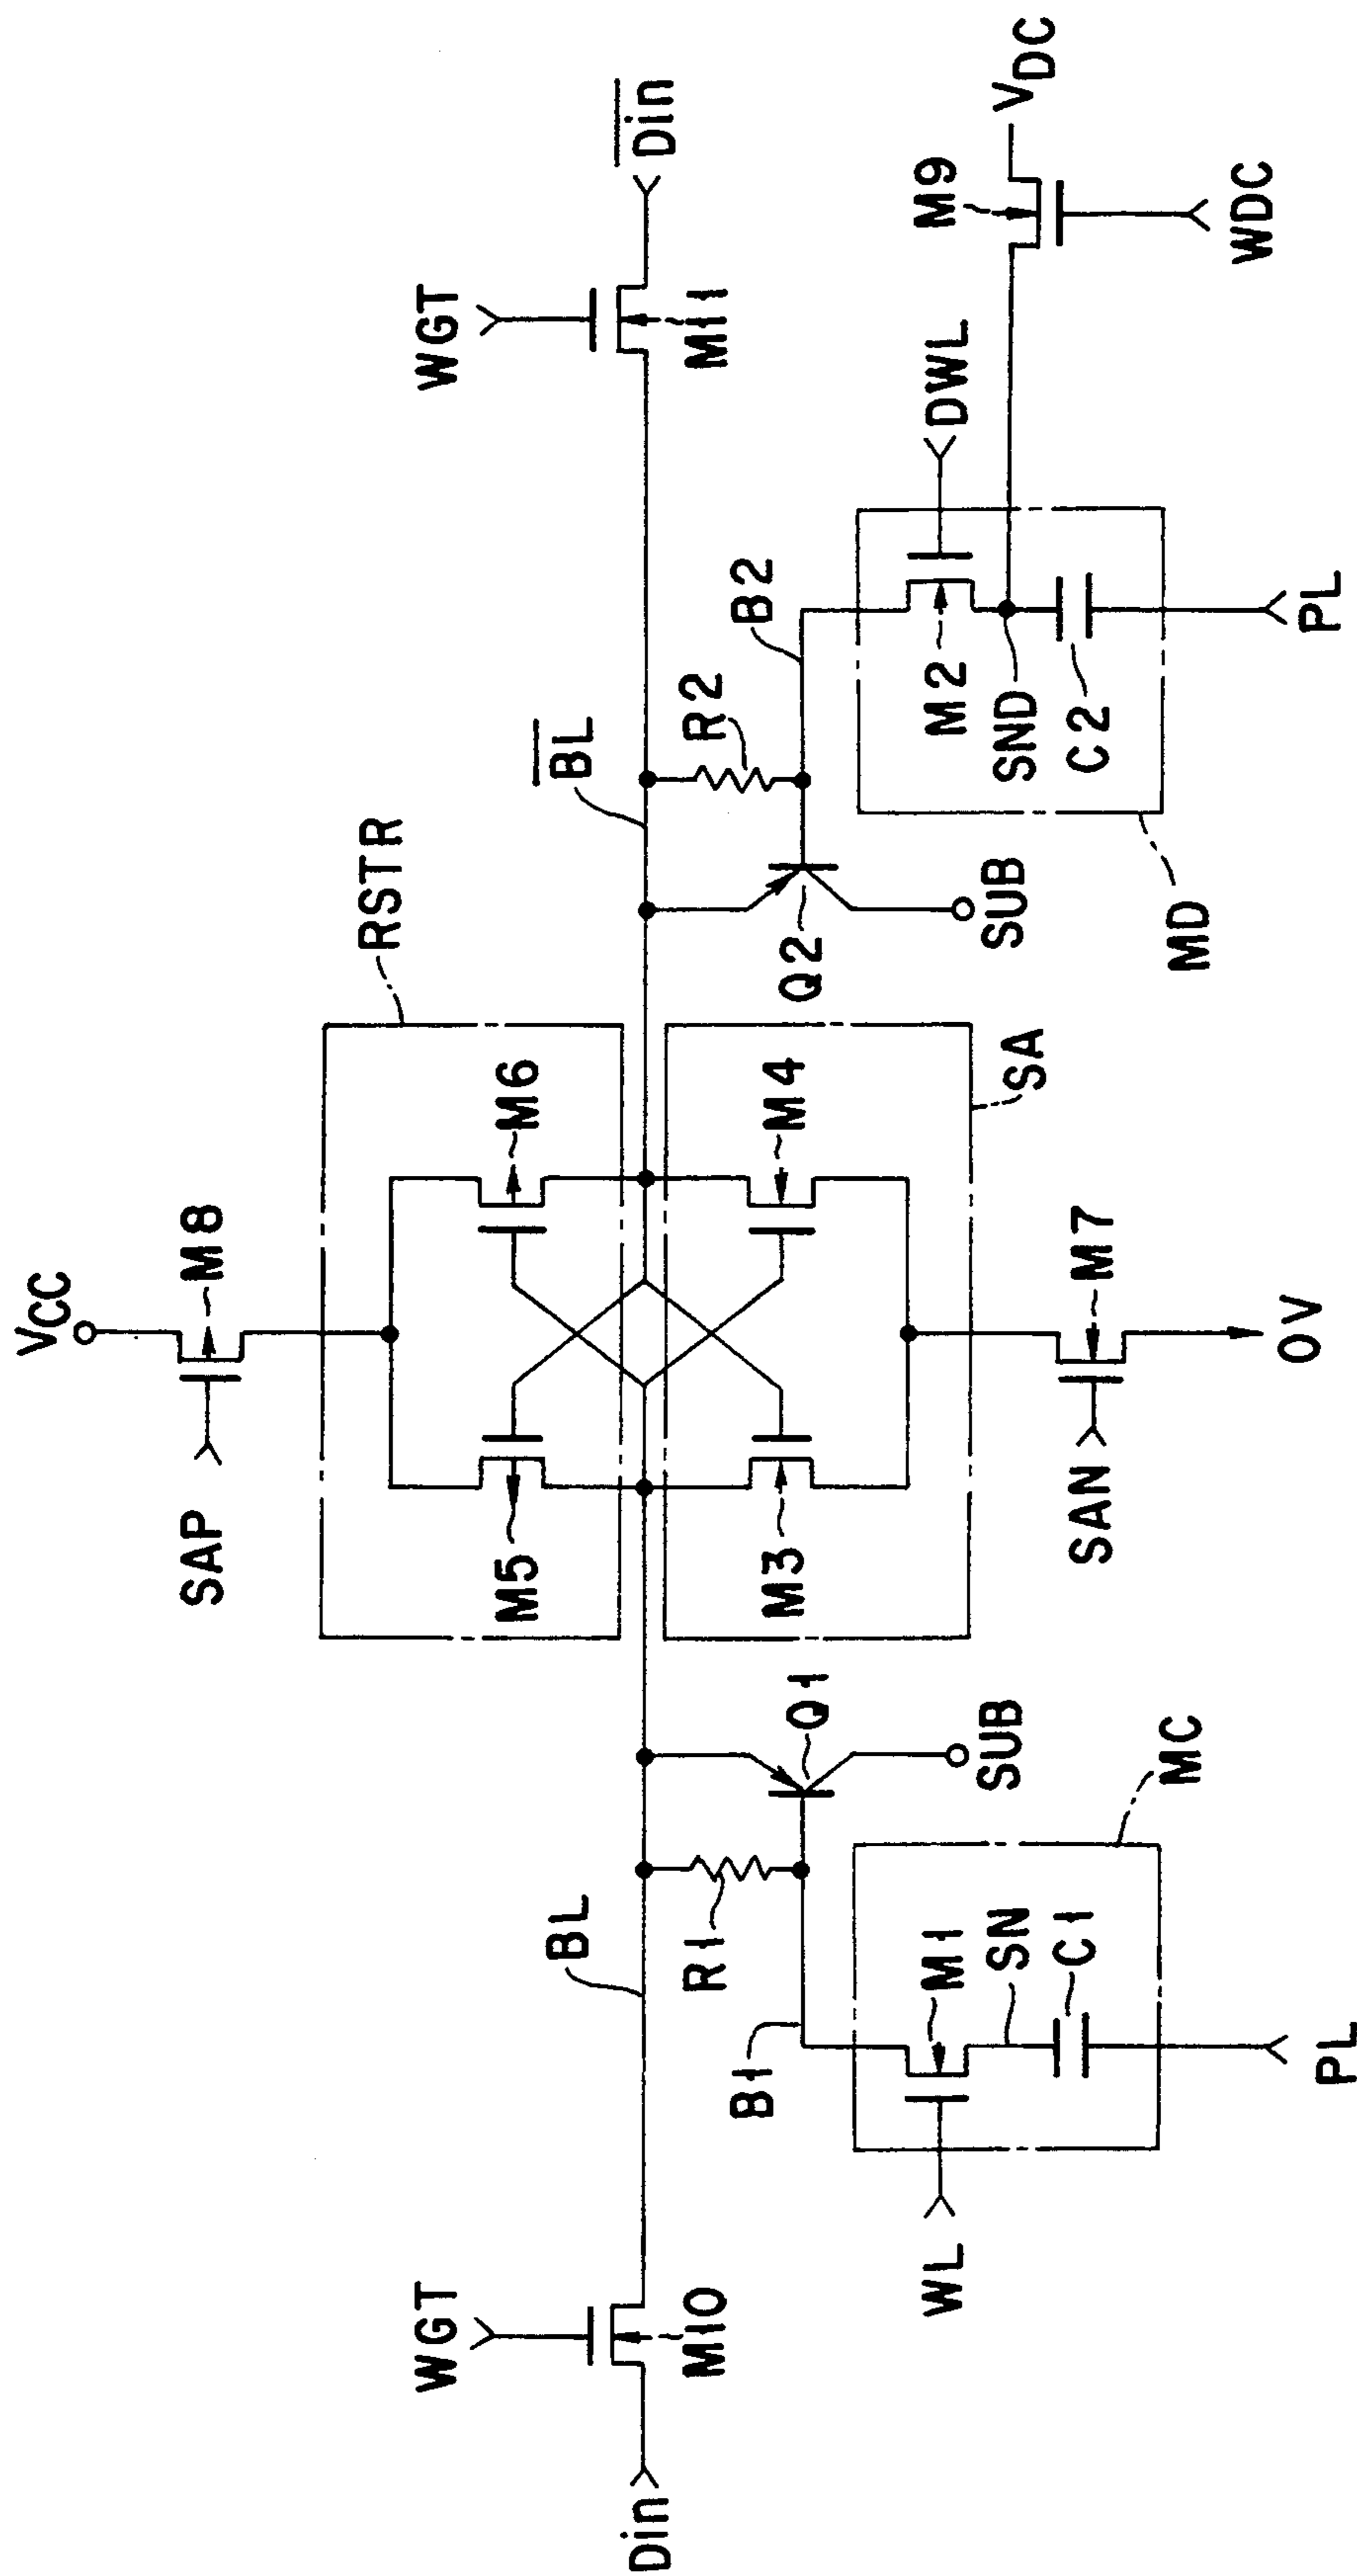 VCC
SAP
M8
RSTR
M5
M6
WGT
WGT
BL
B̅L̅
Din
M10
M11
D̅i̅n̅
R1
Q1
M3
M4
SA
Q2
R2
B1
B2
WL
M1
SN
C1
MC
SUB
SUB
SAN
M7
M2
SND
C2
MD
DWL
M9
VDC
WDC
PL
0V
PL